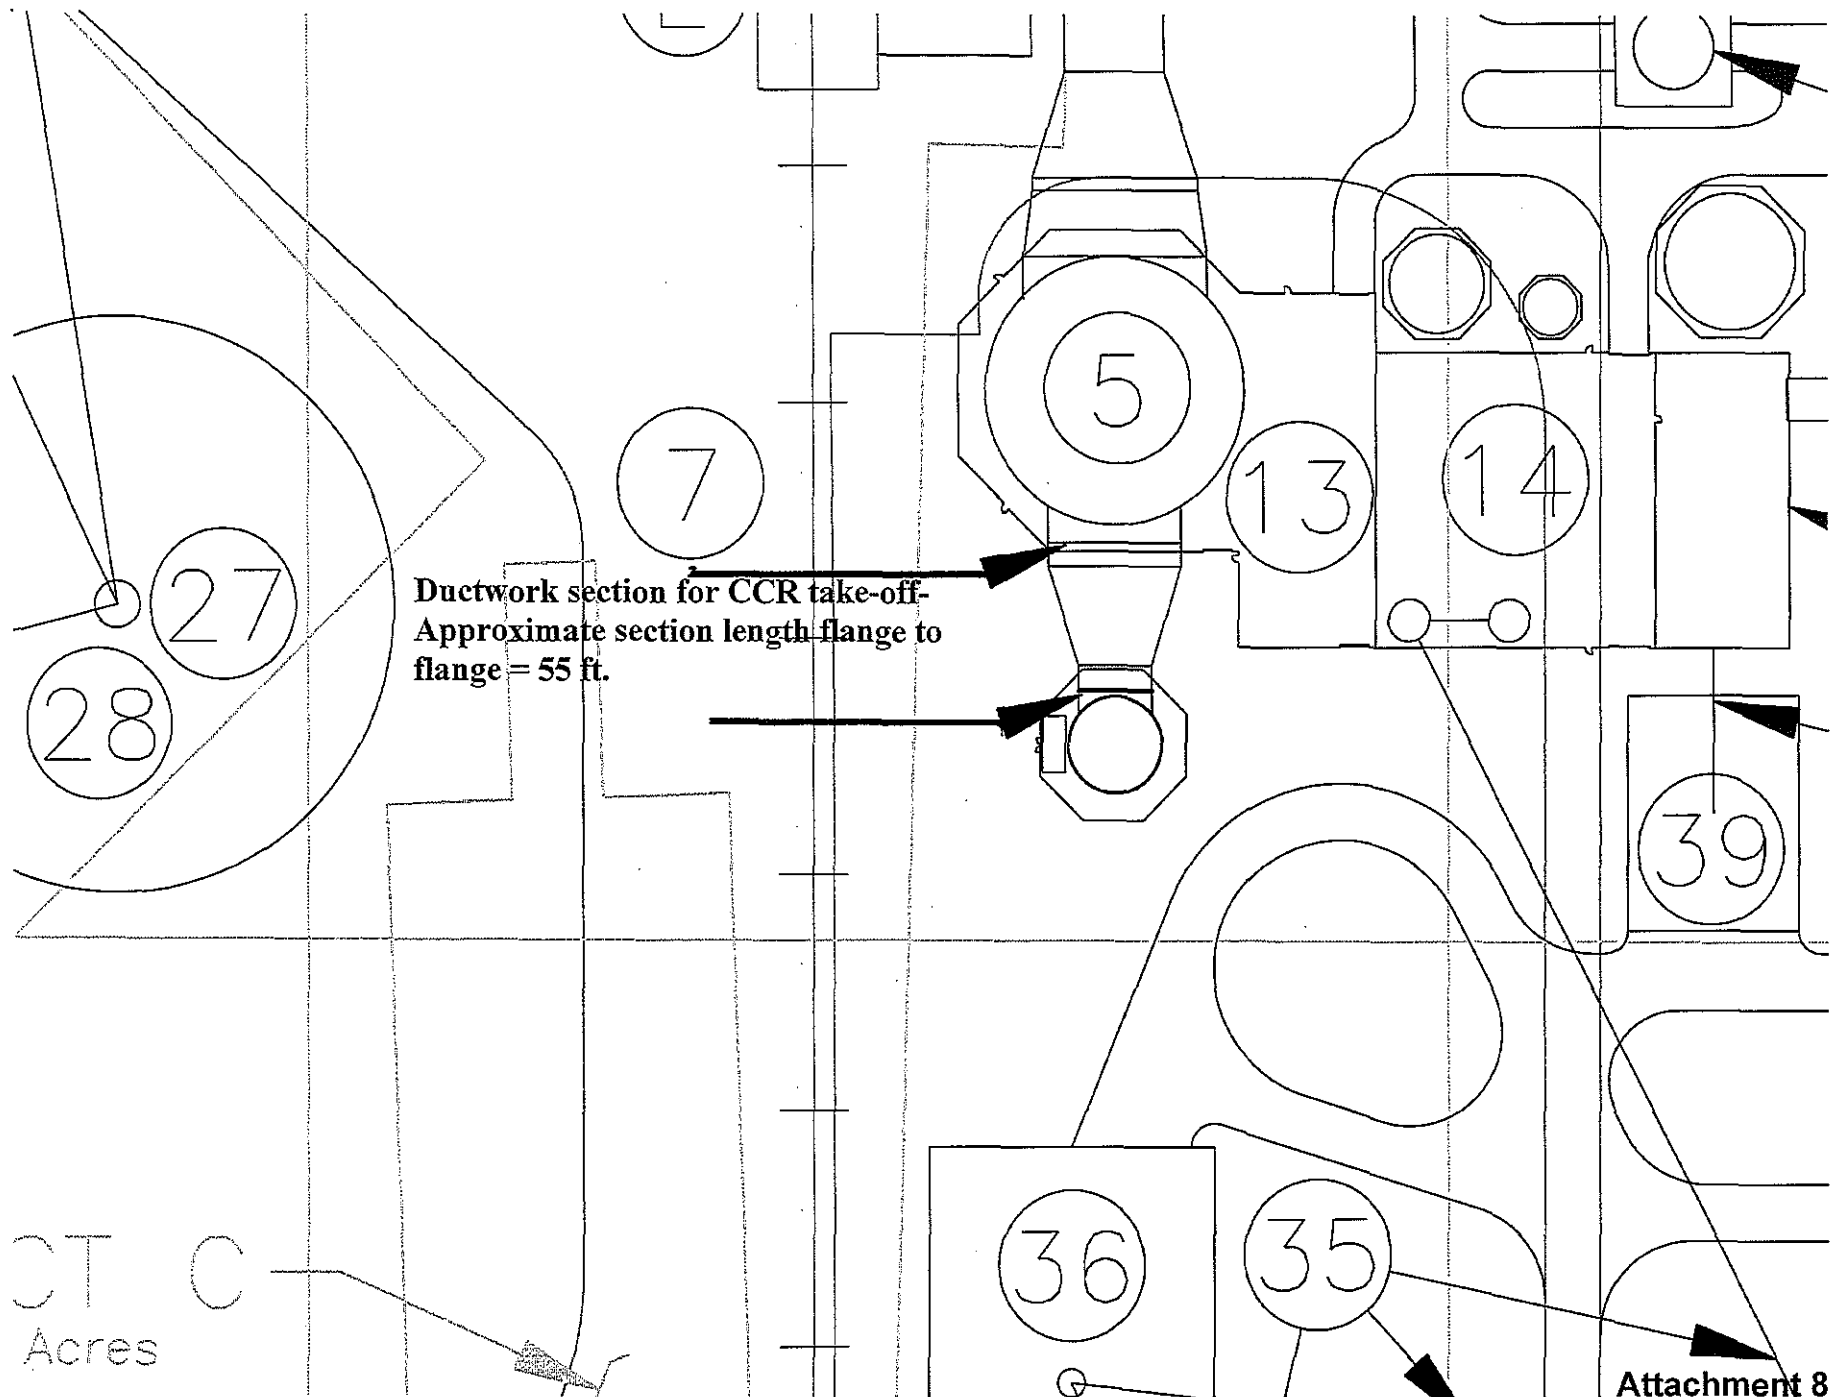 5
7
13
14
27
Ductwork section for CCR take-off-
Approximate section length flange to
flange = 55 ft.
28
39
36
35
CT C
Acres
Attachment 8